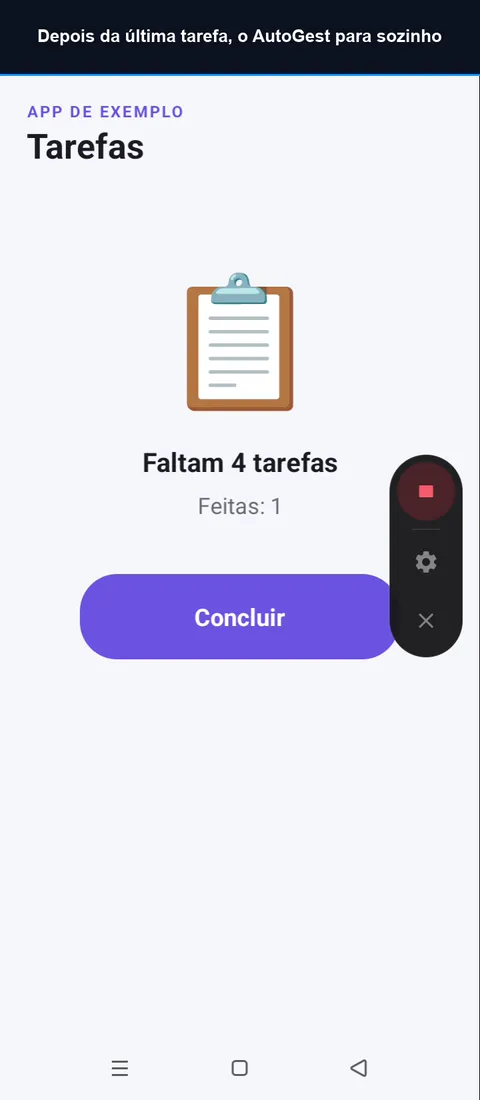 Depois da última tarefa, o AutoGest para sozinho
APP DE EXEMPLO
Tarefas
Faltam 4 tarefas
Feitas: 1
Concluir